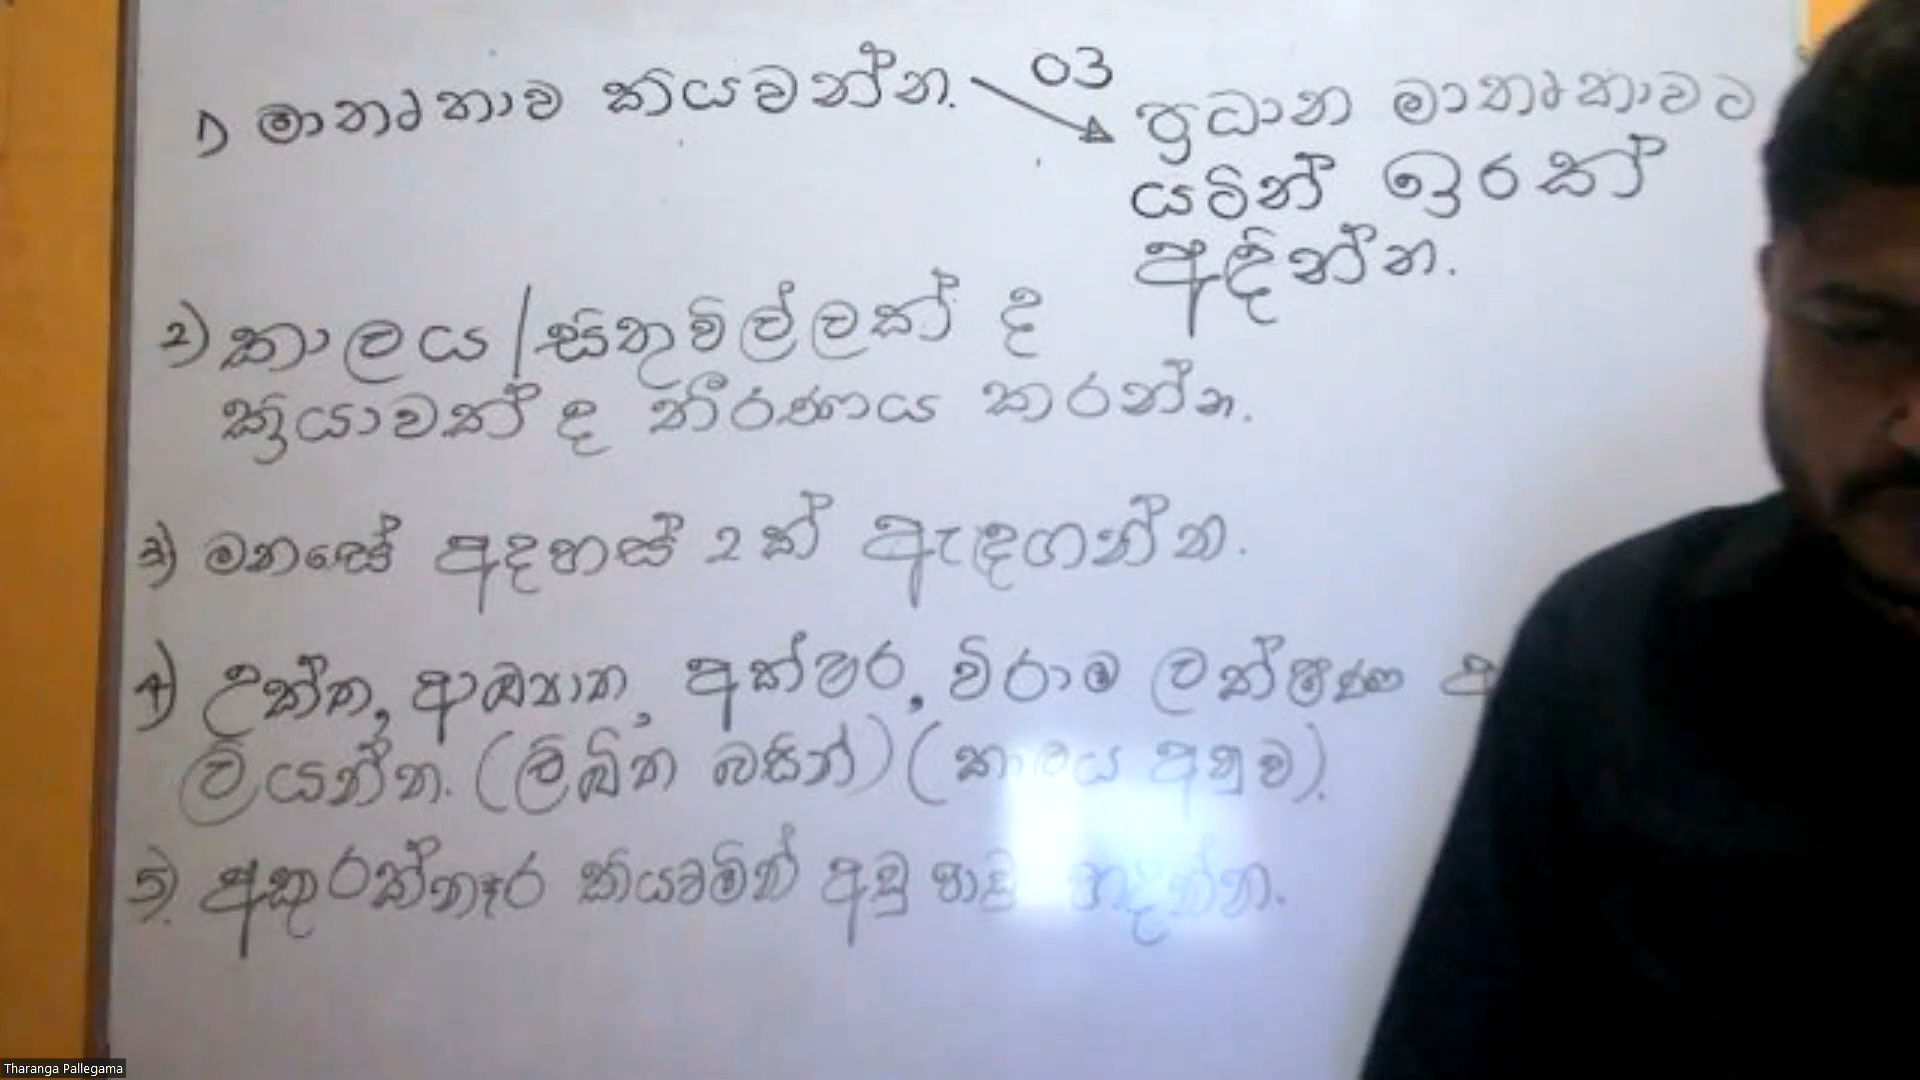 1) මාතෘකාව කියවන්න. 03 ප්‍රධාන මාතෘකාවට
යටින් ඉරක්
අඳින්න.
2) කාලය/සිතුවිල්ලක් ද
ක්‍රියාවක් ද තීරණය කරන්න.
3) මනසේ අදහස් 2ක් ඇඳගන්න.
4) උක්ත, ආඛ්‍යාත, අක්ෂර, විරාම ලක්ෂණ
ලියන්න. (ලිඛිත බසින්) (කාලය අනුව).
5) අකුරක්නෑර කියවමින් අඩු පාඩු හදන්න.
Tharanga Pallegama